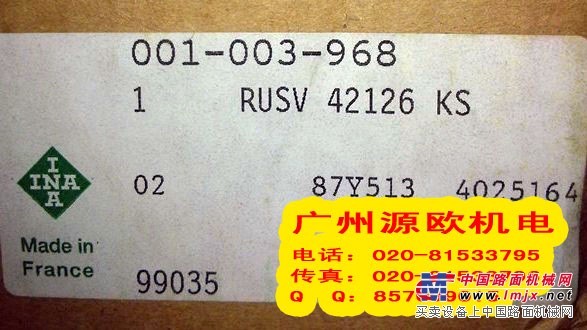 001-003-968
1 RUSV 42126 KS
INA
INA
02 87Y513 4025164
广州源欧机电
Made in
France
电话：020-81533795
传真：020-
99035
Q Q：857
中国路面机械网
www.lmjx.net
买卖设备上中国路面机械网